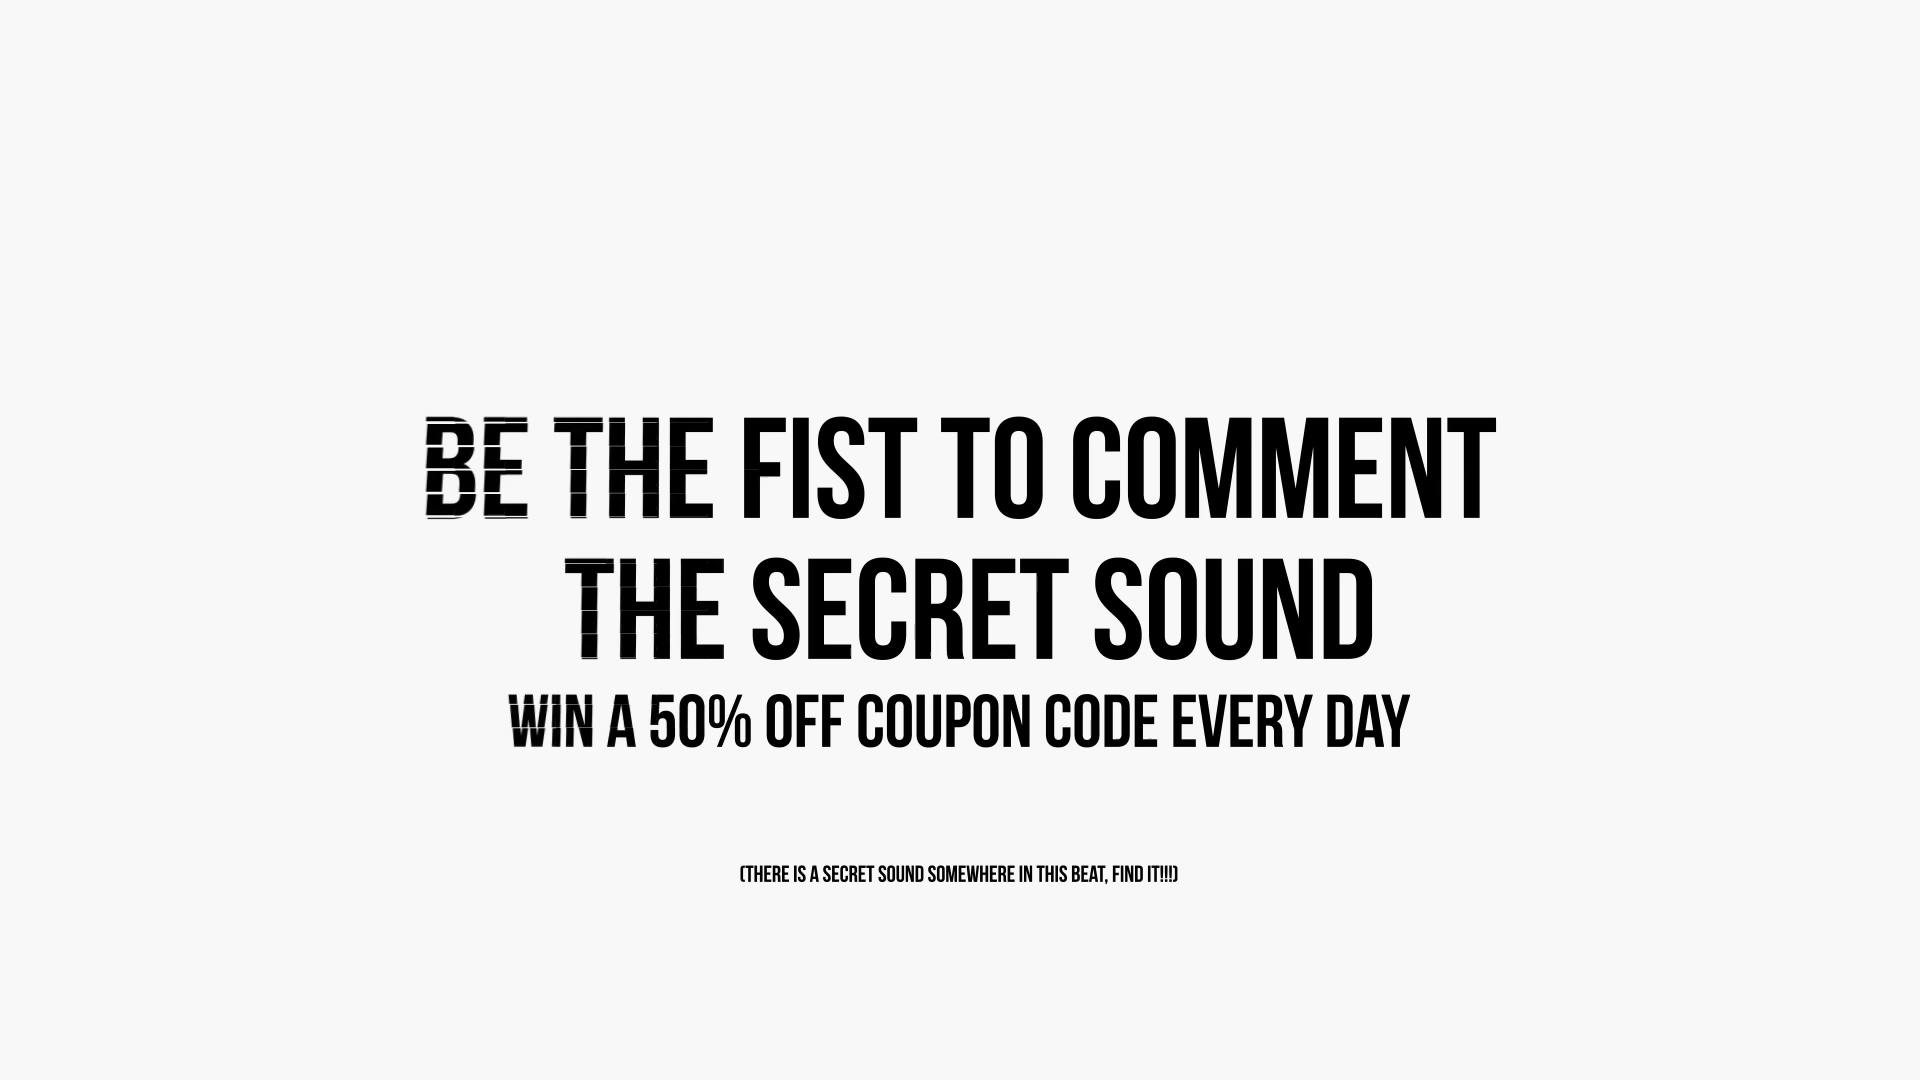 BE THE FIST TO COMMENT
THE SECRET SOUND
WIN A 50% OFF COUPON CODE EVERY DAY
(THERE IS A SECRET SOUND SOMEWHERE IN THIS BEAT, FIND IT!!!)